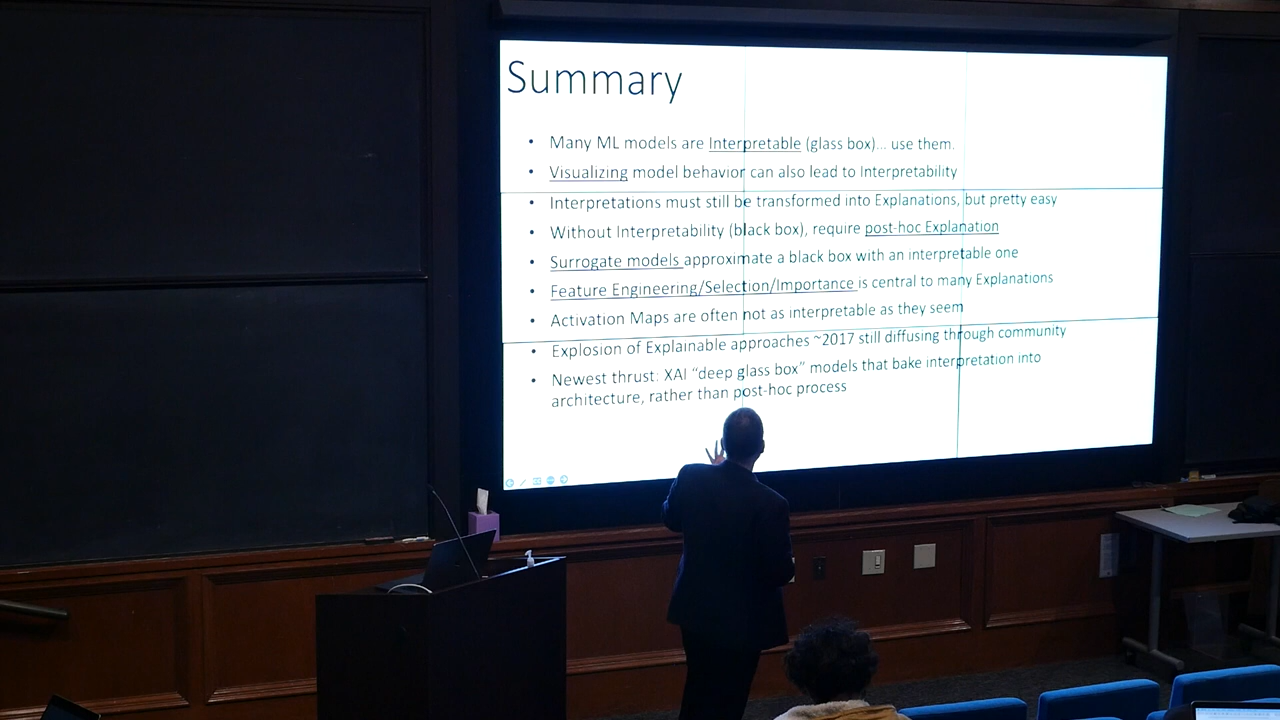 Summary
• Many ML models are Interpretable (glass box)... use them.
• Visualizing model behavior can also lead to Interpretability
• Interpretations must still be transformed into Explanations, but pretty easy
• Without Interpretability (black box), require post-hoc Explanation
• Surrogate models approximate a black box with an interpretable one
• Feature Engineering/Selection/Importance is central to many Explanations
• Activation Maps are often not as interpretable as they seem
• Explosion of Explainable approaches ~2017 still diffusing through community
• Newest thrust: XAI “deep glass box” models that bake interpretation into
architecture, rather than post-hoc process